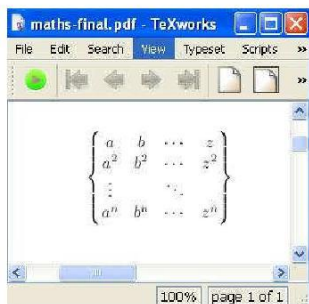 maths-final.pdf - TeXworks
File Edit Search View Typeset Scripts »
»
a b ⋯ z
a² b² ⋯ z²
⋮ ⋱
aⁿ bⁿ ⋯ zⁿ
100% page 1 of 1